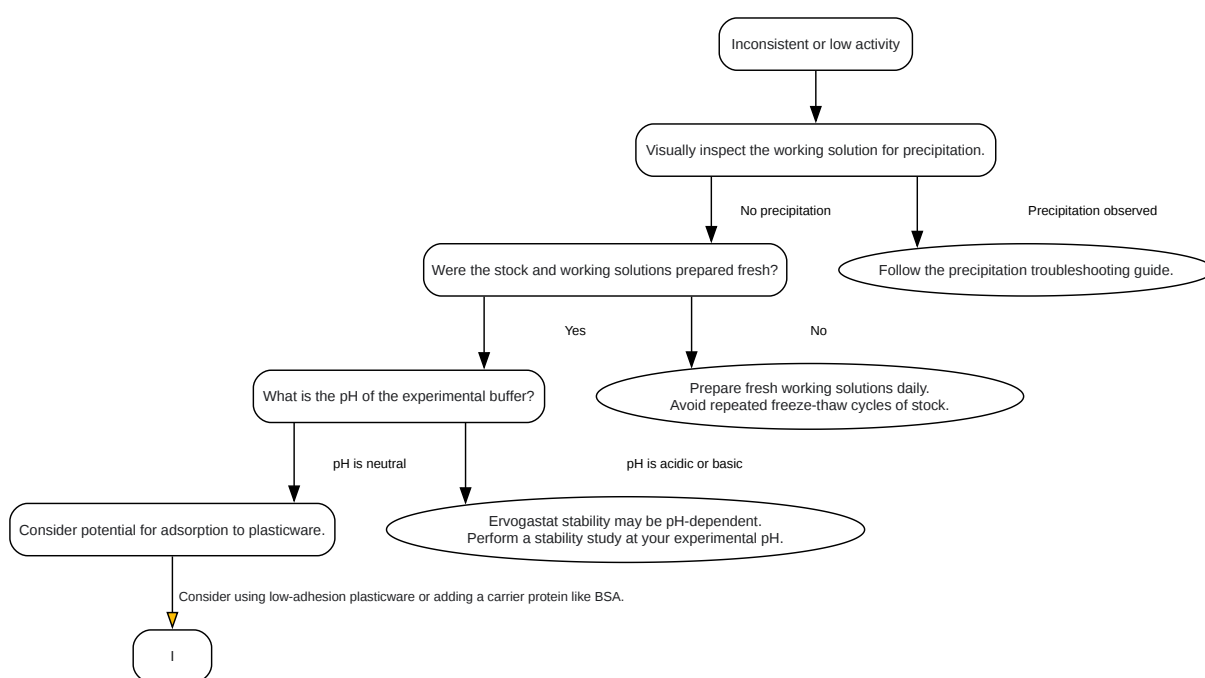 Inconsistent or low activity
Visually inspect the working solution for precipitation.
No precipitation
Precipitation observed
Were the stock and working solutions prepared fresh?
Follow the precipitation troubleshooting guide.
Yes
No
What is the pH of the experimental buffer?
Prepare fresh working solutions daily.
Avoid repeated freeze-thaw cycles of stock.
pH is neutral
pH is acidic or basic
Consider potential for adsorption to plasticware.
Ervogastat stability may be pH-dependent.
Perform a stability study at your experimental pH.
Consider using low-adhesion plasticware or adding a carrier protein like BSA.
I